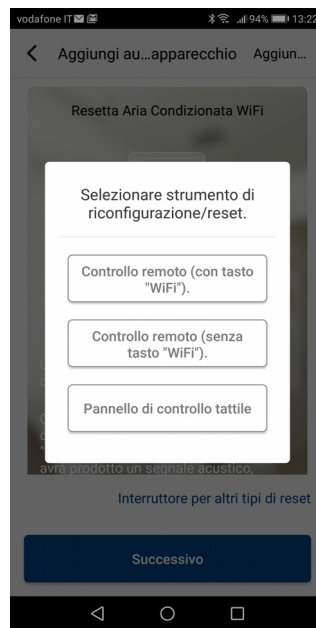 vodafone IT 94% 13:22
Aggiungi au...apparecchio Aggiun...
Resetta Aria Condizionata WiFi
Selezionare strumento di
riconfigurazione/reset.
Controllo remoto (con tasto
"WiFi").
Controllo remoto (senza
tasto "WiFi").
Pannello di controllo tattile
avrà prodotto un segnale acustico,
Interruttore per altri tipi di reset
Successivo